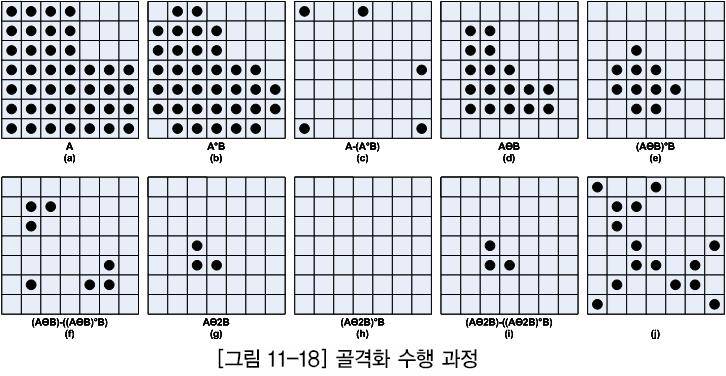 A A°B A-(A°B) AΘB (AΘB)°B
(a) (b) (c) (d) (e)
(AΘB)-((AΘB)°B) AΘ2B (AΘ2B)°B (AΘ2B)-((AΘ2B)°B)
(f) (g) (h) (i) (j)
[그림 11-18] 골격화 수행 과정